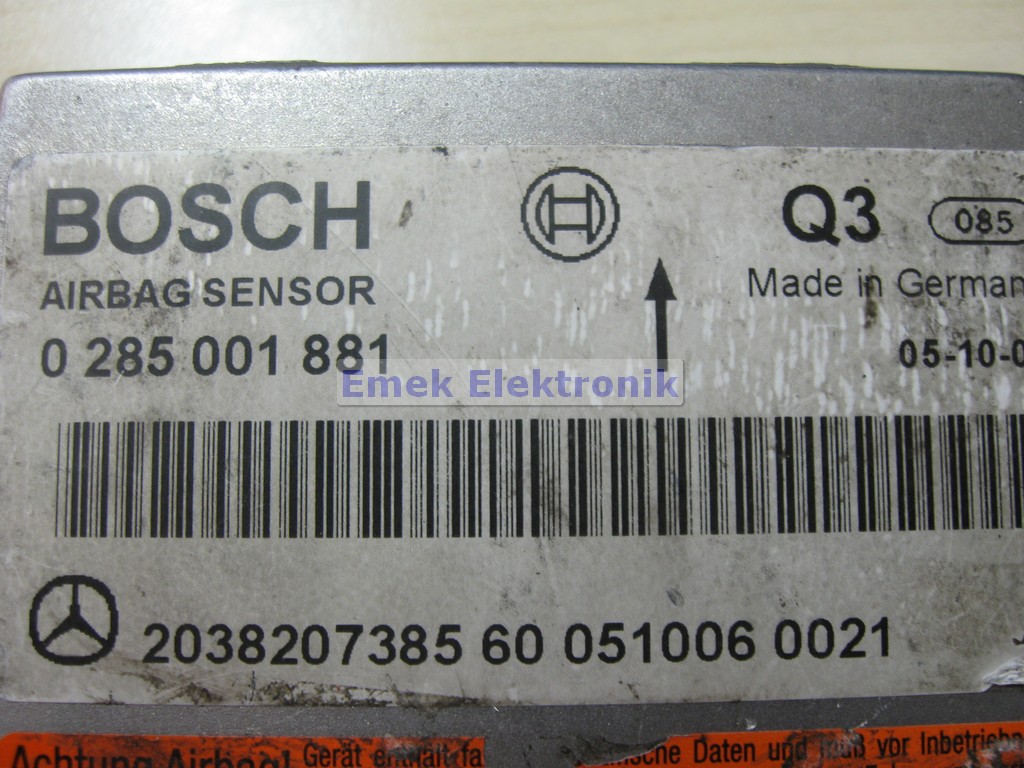 BOSCH Q3 085
AIRBAG SENSOR Made in German
0 285 001 881 05-10-0
Emek Elektronik
2038207385 60 051006 0021
Achtung Airbag! Gerät enthält
Daten und muß vor